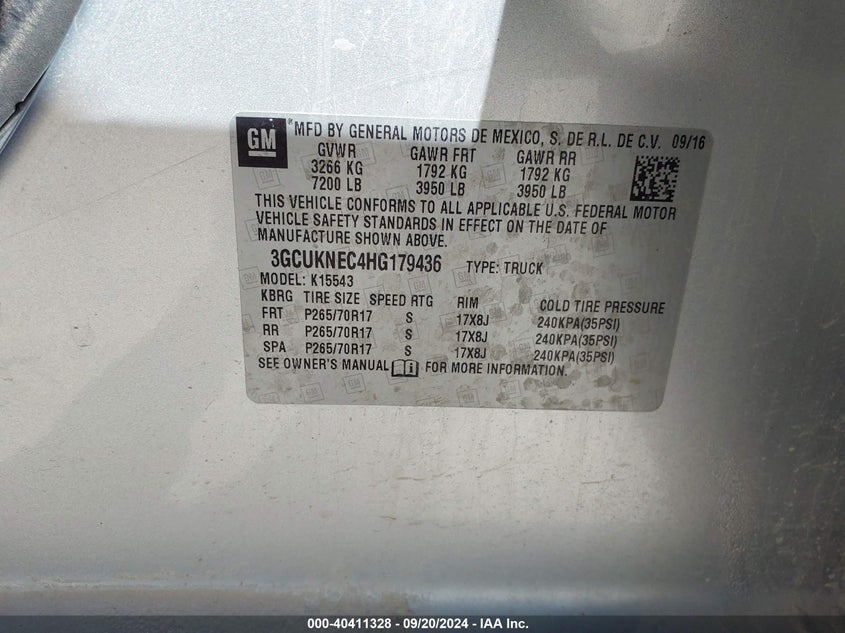 GM
® MFD BY GENERAL MOTORS DE MEXICO, S. DE R.L. DE C.V. 09/16
GVWR GAWR FRT GAWR RR
3266 KG 1792 KG 1792 KG
7200 LB 3950 LB 3950 LB
THIS VEHICLE CONFORMS TO ALL APPLICABLE U.S. FEDERAL MOTOR
VEHICLE SAFETY STANDARDS IN EFFECT ON THE DATE OF
MANUFACTURE SHOWN ABOVE.
3GCUKNEC4HG179436 TYPE: TRUCK
MODEL: K15543
KBRG TIRE SIZE SPEED RTG RIM COLD TIRE PRESSURE
FRT P265/70R17 S 17X8J 240KPA(35PSI)
RR P265/70R17 S 17X8J 240KPA(35PSI)
SPA P265/70R17 S 17X8J 240KPA(35PSI)
SEE OWNER'S MANUAL FOR MORE INFORMATION.
000-40411328 - 09/20/2024 - IAA Inc.